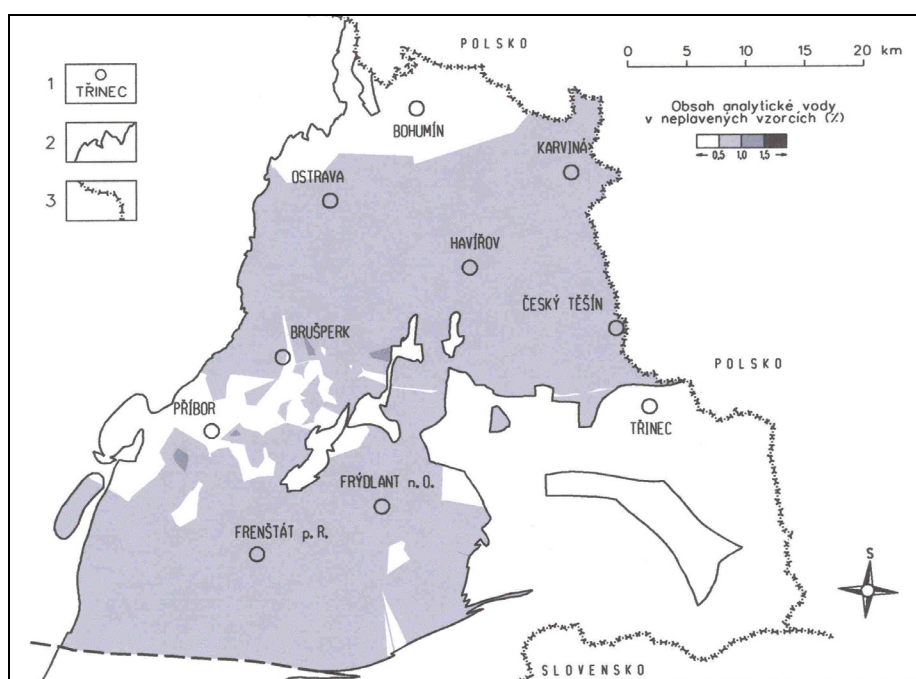 POLSKO
0 5 10 15 20 km
1
TŘINEC
2
3
Obsah analytické vody
v neplavených vzorcích (%)
0,5 1,0 1,5
BOHUMÍN
KARVINÁ
OSTRAVA
HAVÍŘOV
ČESKÝ TĚŠÍN
BRUŠPERK
POLSKO
PŘÍBOR
TŘINEC
FRÝDLANT n.O.
FRENŠTÁT p.R.
S
SLOVENSKO